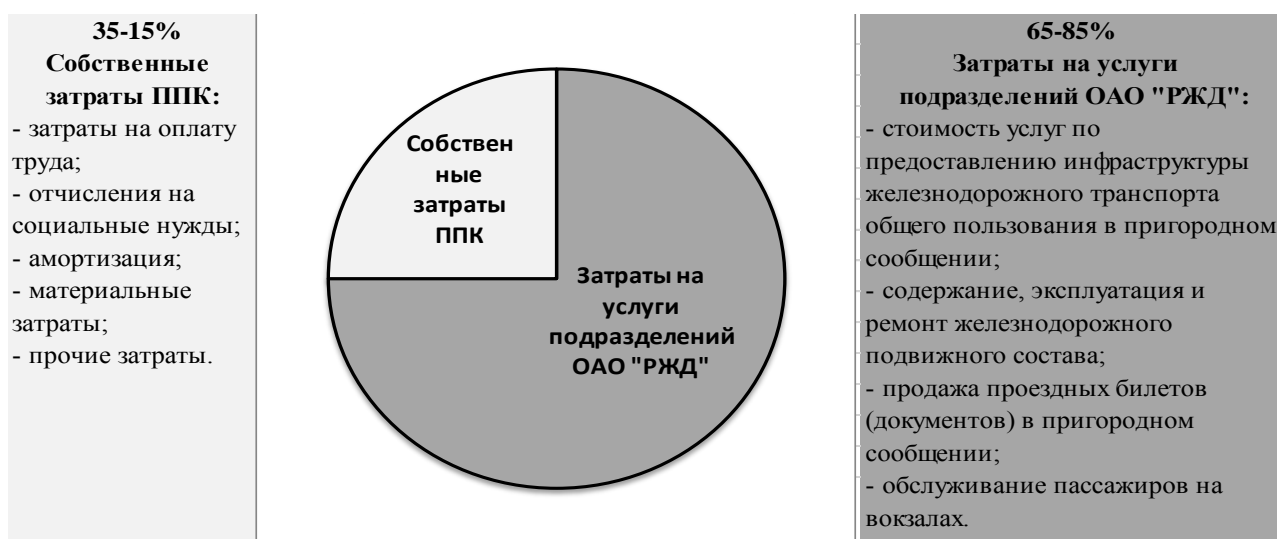 35-15%
Собственные
затраты ППК:
- затраты на оплату
труда;
- отчисления на
социальные нужды;
- амортизация;
- материальные
затраты;
- прочие затраты.
Собствен
ные
затраты
ППК
Затраты на
услуги
подразделений
ОАО "РЖД"
65-85%
Затраты на услуги
подразделений ОАО "РЖД":
- стоимость услуг по
предоставлению инфраструктуры
железнодорожного транспорта
общего пользования в пригородном
сообщении;
- содержание, эксплуатация и
ремонт железнодорожного
подвижного состава;
- продажа проездных билетов
(документов) в пригородном
сообщении;
- обслуживание пассажиров на
вокзалах.